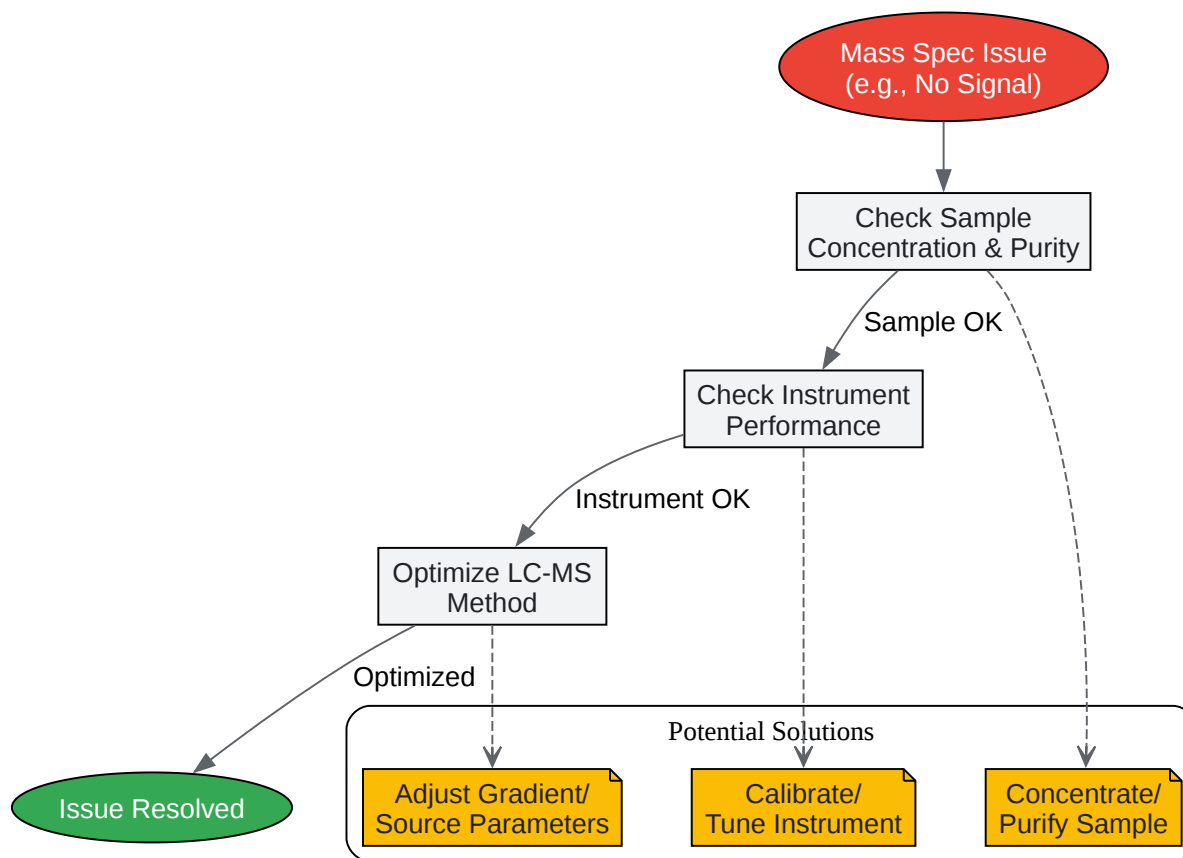 Mass Spec Issue
(e.g., No Signal)
Check Sample
Concentration & Purity
Sample OK
Check Instrument
Performance
Instrument OK
Optimize LC-MS
Method
Optimized
Potential Solutions
Issue Resolved
Adjust Gradient/
Source Parameters
Calibrate/
Tune Instrument
Concentrate/
Purify Sample